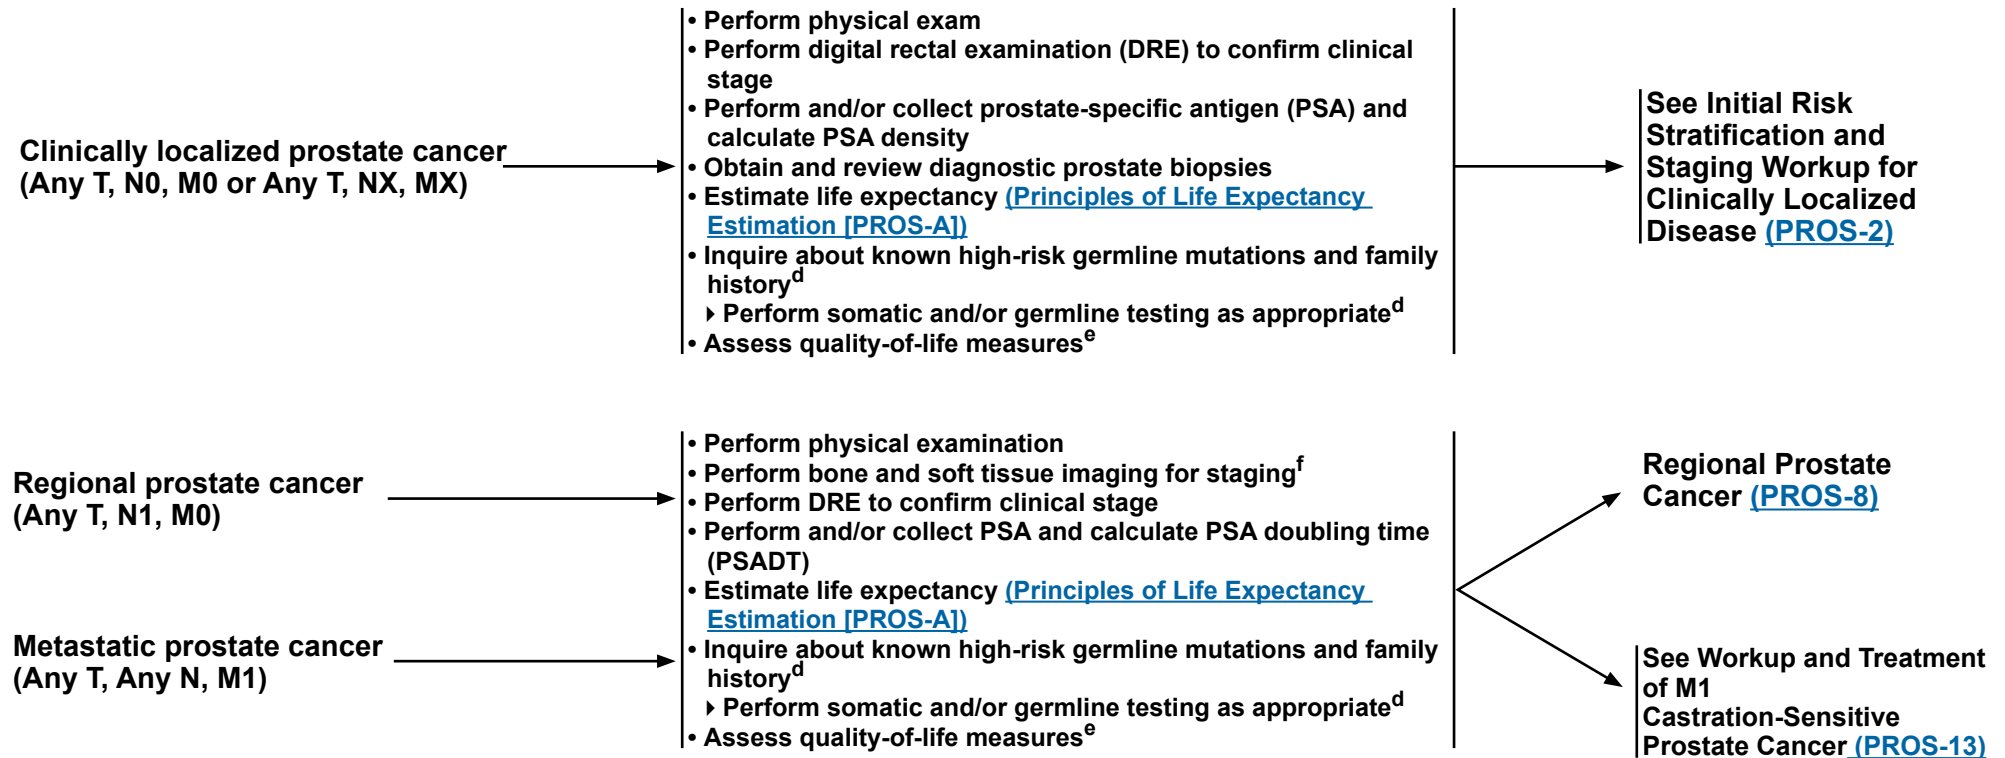 Clinically localized prostate cancer
(Any T, N0, M0 or Any T, NX, MX)
• Perform physical exam
• Perform digital rectal examination (DRE) to confirm clinical
stage
• Perform and/or collect prostate-specific antigen (PSA) and
calculate PSA density
• Obtain and review diagnostic prostate biopsies
• Estimate life expectancy (Principles of Life Expectancy
Estimation [PROS-A])
• Inquire about known high-risk germline mutations and family
historyd
▸ Perform somatic and/or germline testing as appropriated
• Assess quality-of-life measurese
See Initial Risk
Stratification and
Staging Workup for
Clinically Localized
Disease (PROS-2)
Regional prostate cancer
(Any T, N1, M0)
Metastatic prostate cancer
(Any T, Any N, M1)
• Perform physical examination
• Perform bone and soft tissue imaging for stagingf
• Perform DRE to confirm clinical stage
• Perform and/or collect PSA and calculate PSA doubling time
(PSADT)
• Estimate life expectancy (Principles of Life Expectancy
Estimation [PROS-A])
• Inquire about known high-risk germline mutations and family
historyd
▸ Perform somatic and/or germline testing as appropriated
• Assess quality-of-life measurese
Regional Prostate
Cancer (PROS-8)
See Workup and Treatment
of M1
Castration-Sensitive
Prostate Cancer (PROS-13)